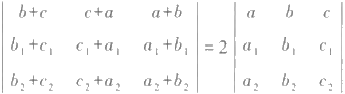 | b+c c+a a+b | | a b c |
| b₁+c₁ c₁+a₁ a₁+b₁ | = 2 | a₁ b₁ c₁ |
| b₂+c₂ c₂+a₂ a₂+b₂ | | a₂ b₂ c₂ |